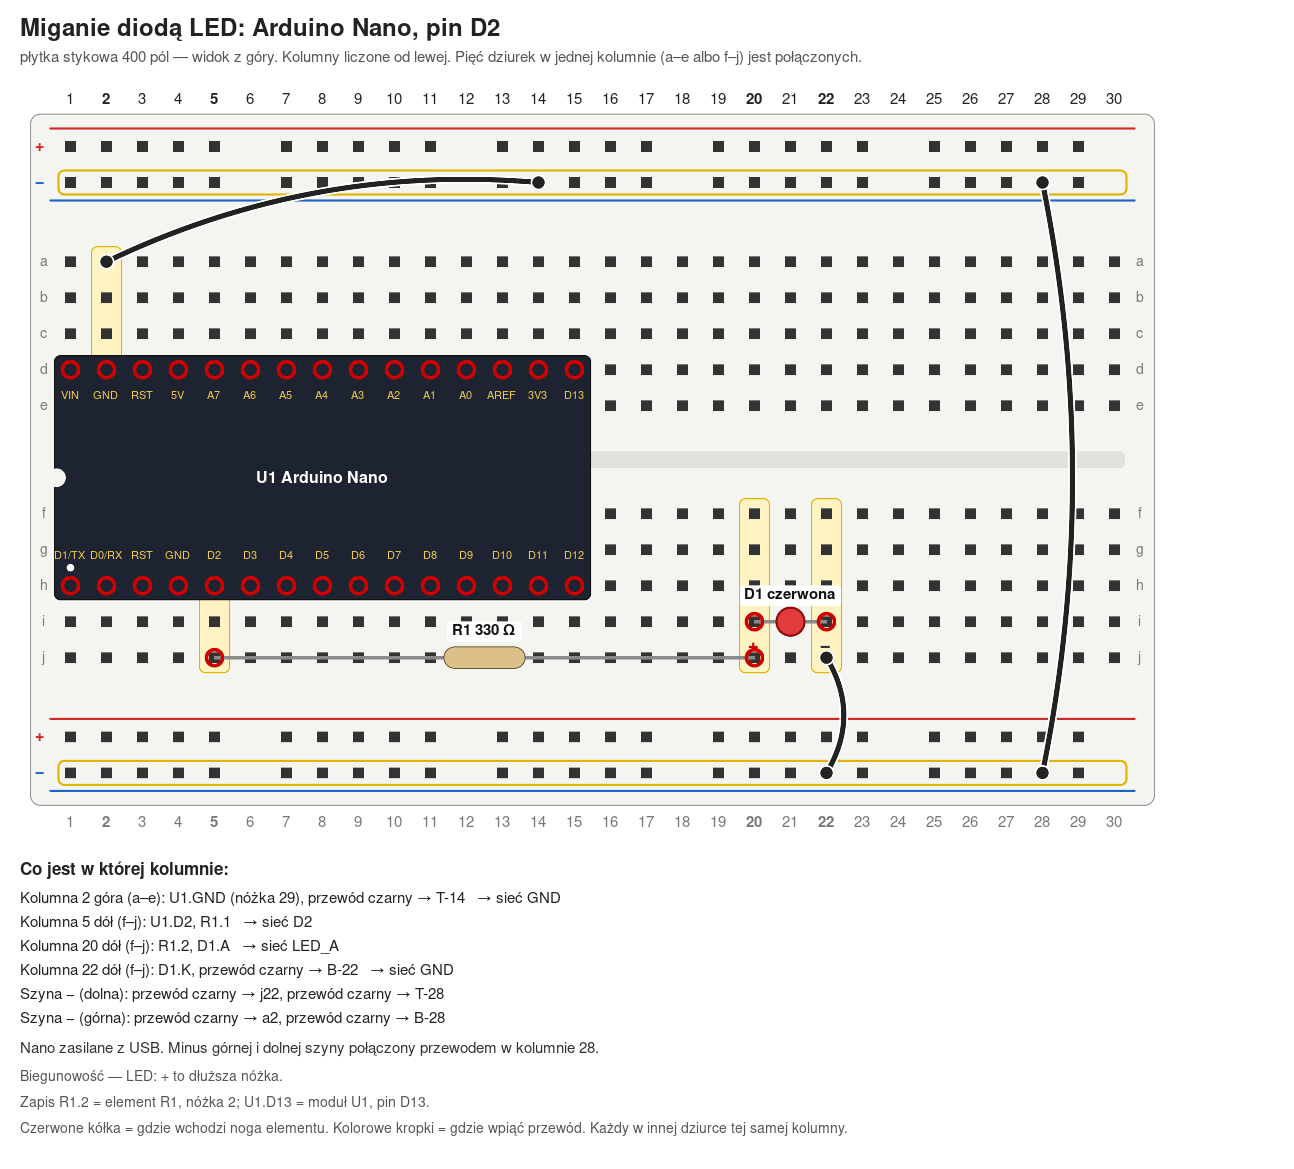 Miganie diodą LED: Arduino Nano, pin D2
płytka stykowa 400 pól — widok z góry. Kolumny liczone od lewej. Pięć dziurek w jednej kolumnie (a–e albo f–j) jest połączonych.
1 2 3 4 5 6 7 8 9 10 11 12 13 14 15 16 17 18 19 20 21 22 23 24 25 26 27 28 29 30
+
–
a a
b b
c c
d d
VIN GND RST 5V A7 A6 A5 A4 A3 A2 A1 A0 AREF 3V3 D13
e e
U1 Arduino Nano
f f
g g
D1/TX D0/RX RST GND D2 D3 D4 D5 D6 D7 D8 D9 D10 D11 D12
h h
D1 czerwona
i i
R1 330 Ω
+ –
j j
+
–
1 2 3 4 5 6 7 8 9 10 11 12 13 14 15 16 17 18 19 20 21 22 23 24 25 26 27 28 29 30
Co jest w której kolumnie:
Kolumna 2 góra (a–e): U1.GND (nóżka 29), przewód czarny → T-14 → sieć GND
Kolumna 5 dół (f–j): U1.D2, R1.1 → sieć D2
Kolumna 20 dół (f–j): R1.2, D1.A → sieć LED_A
Kolumna 22 dół (f–j): D1.K, przewód czarny → B-22 → sieć GND
Szyna − (dolna): przewód czarny → j22, przewód czarny → T-28
Szyna − (górna): przewód czarny → a2, przewód czarny → B-28
Nano zasilane z USB. Minus górnej i dolnej szyny połączony przewodem w kolumnie 28.
Biegunowość — LED: + to dłuższa nóżka.
Zapis R1.2 = element R1, nóżka 2; U1.D13 = moduł U1, pin D13.
Czerwone kółka = gdzie wchodzi noga elementu. Kolorowe kropki = gdzie wpiąć przewód. Każdy w innej dziurce tej samej kolumny.